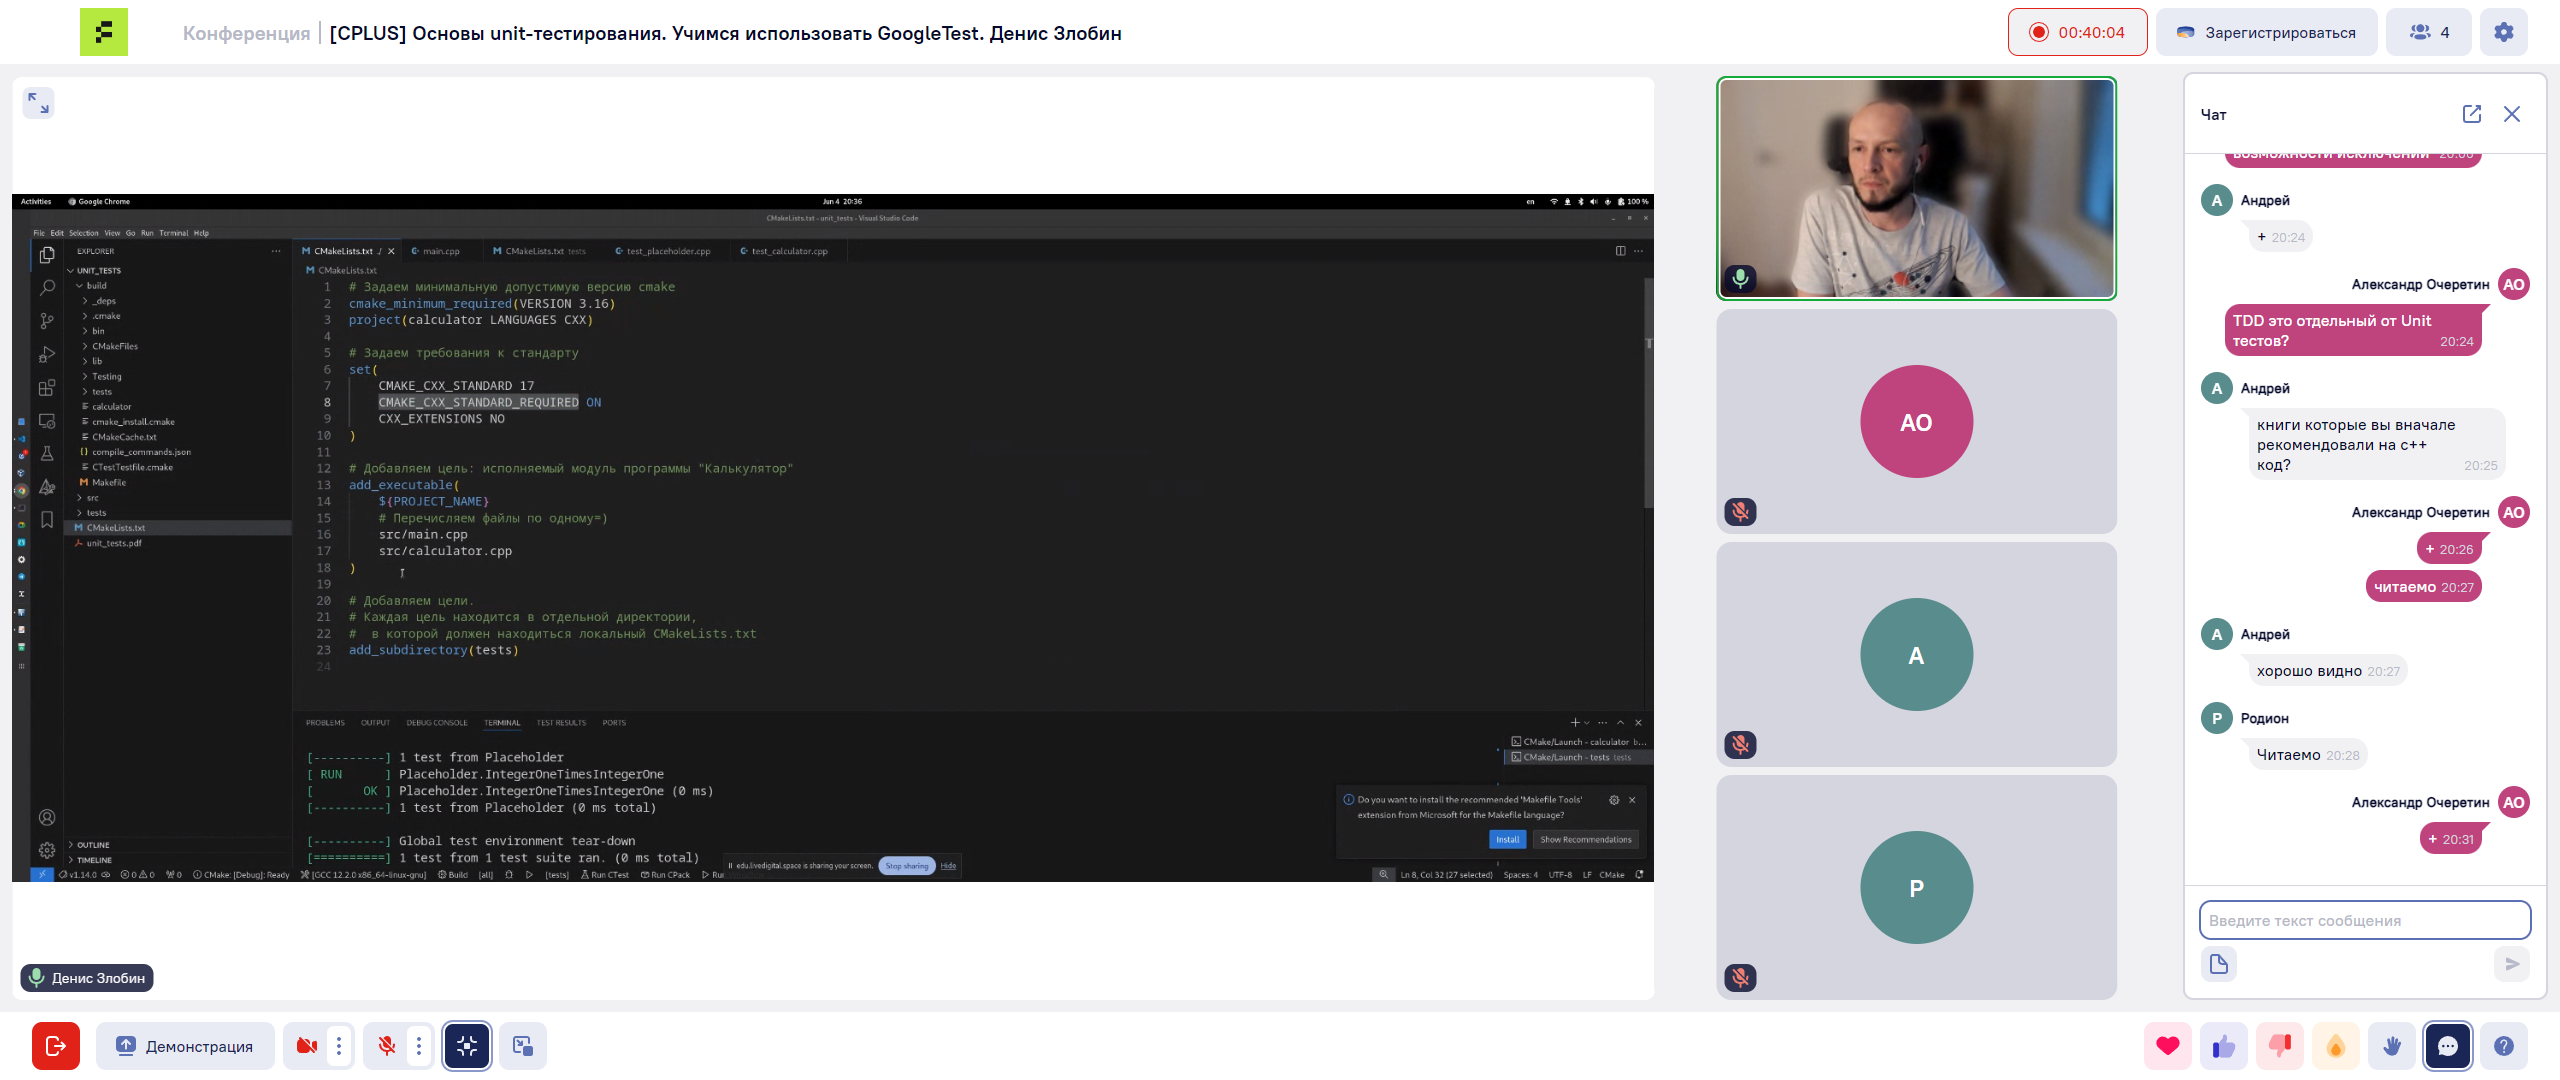 Конференция [CPLUS] Основы unit-тестирования. Учимся использовать GoogleTest. Денис Злобин
00:40:04
Зарегистрироваться
4
Activities Google Chrome
Jun 4 20:36
en
100 %
CMakeLists.txt - unit_tests - Visual Studio Code
File Edit Selection View Go Run Terminal Help
EXPLORER
UNIT_TESTS
build
_deps
.cmake
bin
CMakeFiles
lib
Testing
tests
calculator
cmake_install.cmake
CMakeCache.txt
compile_commands.json
CTestTestfile.cmake
Makefile
src
tests
CMakeLists.txt
unit_tests.pdf
OUTLINE
TIMELINE
CMakeLists.txt ./
main.cpp
CMakeLists.txt tests
test_placeholder.cpp
test_calculator.cpp
CMakeLists.txt
1 # Задаем минимальную допустимую версию cmake
2 cmake_minimum_required(VERSION 3.16)
3 project(calculator LANGUAGES CXX)
4
5 # Задаем требования к стандарту
6 set(
7 CMAKE_CXX_STANDARD 17
8 CMAKE_CXX_STANDARD_REQUIRED ON
9 CXX_EXTENSIONS NO
10 )
11
12 # Добавляем цель: исполняемый модуль программы "Калькулятор"
13 add_executable(
14 ${PROJECT_NAME}
15 # Перечисляем файлы по одному=)
16 src/main.cpp
17 src/calculator.cpp
18 )
19
20 # Добавляем цели.
21 # Каждая цель находится в отдельной директории,
22 # в которой должен находиться локальный CMakeLists.txt
23 add_subdirectory(tests)
24
PROBLEMS OUTPUT DEBUG CONSOLE TERMINAL TEST RESULTS PORTS
[----------] 1 test from Placeholder
[ RUN      ] Placeholder.IntegerOneTimesIntegerOne
[       OK ] Placeholder.IntegerOneTimesIntegerOne (0 ms)
[----------] 1 test from Placeholder (0 ms total)
[----------] Global test environment tear-down
[==========] 1 test from 1 test suite ran. (0 ms total)
CMake/Launch - calculator b...
CMake/Launch - tests tests
Do you want to install the recommended 'Makefile Tools'
extension from Microsoft for the Makefile language?
Install
Show Recommendations
edu.livedigital.space is sharing your screen.
Stop sharing
Hide
v1.14.0 0 0 0 CMake: [Debug]: Ready [GCC 12.2.0 x86_64-linux-gnu] Build [all] [tests] Run CTest Run CPack Ru
Ln 8, Col 32 (27 selected) Spaces: 4 UTF-8 LF CMake
Денис Злобин
АО
А
Р
Чат
возможности исключений
А Андрей
+ 20:24
Александр Очеретин АО
TDD это отдельный от Unit
тестов? 20:24
А Андрей
книги которые вы вначале
рекомендовали на с++
код? 20:25
Александр Очеретин АО
+ 20:26
читаемо 20:27
А Андрей
хорошо видно 20:27
Р Родион
Читаемо 20:28
Александр Очеретин АО
+ 20:31
Введите текст сообщения
Демонстрация